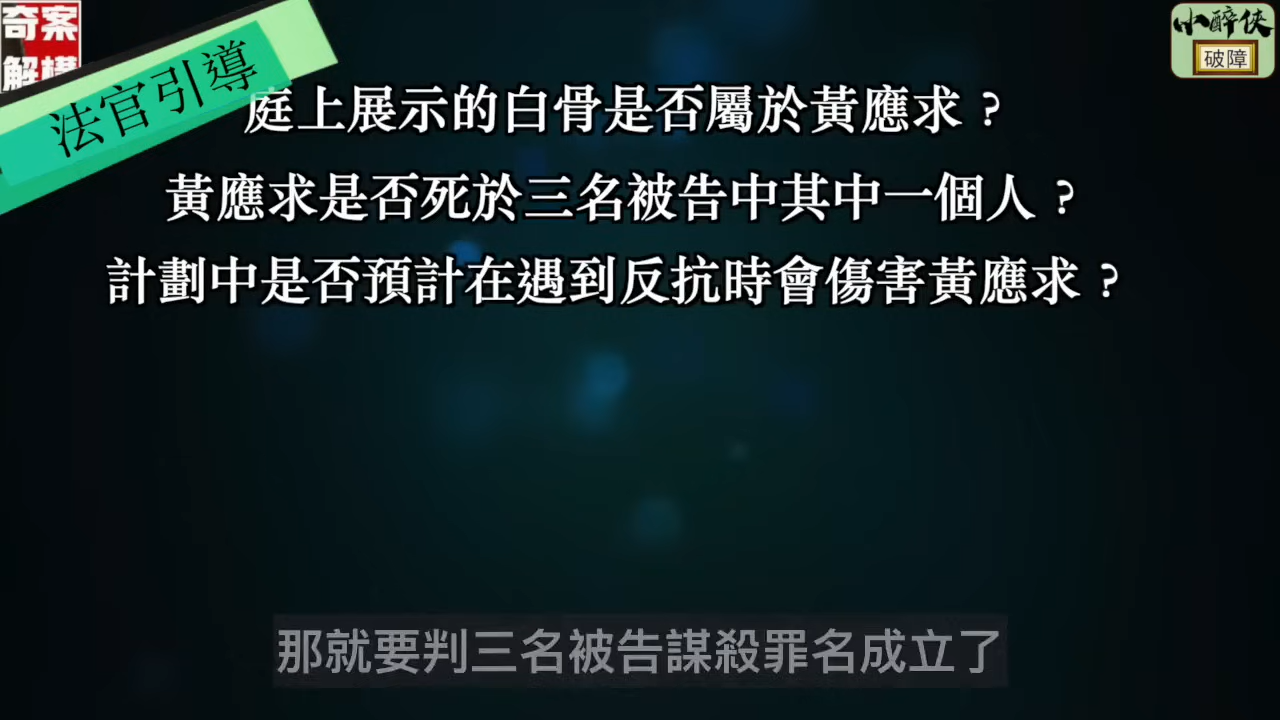 奇案
解構
小醉俠
破障
法官引導
庭上展示的白骨是否屬於黃應求？
黃應求是否死於三名被告中其中一個人？
計劃中是否預計在遇到反抗時會傷害黃應求？
那就要判三名被告謀殺罪名成立了